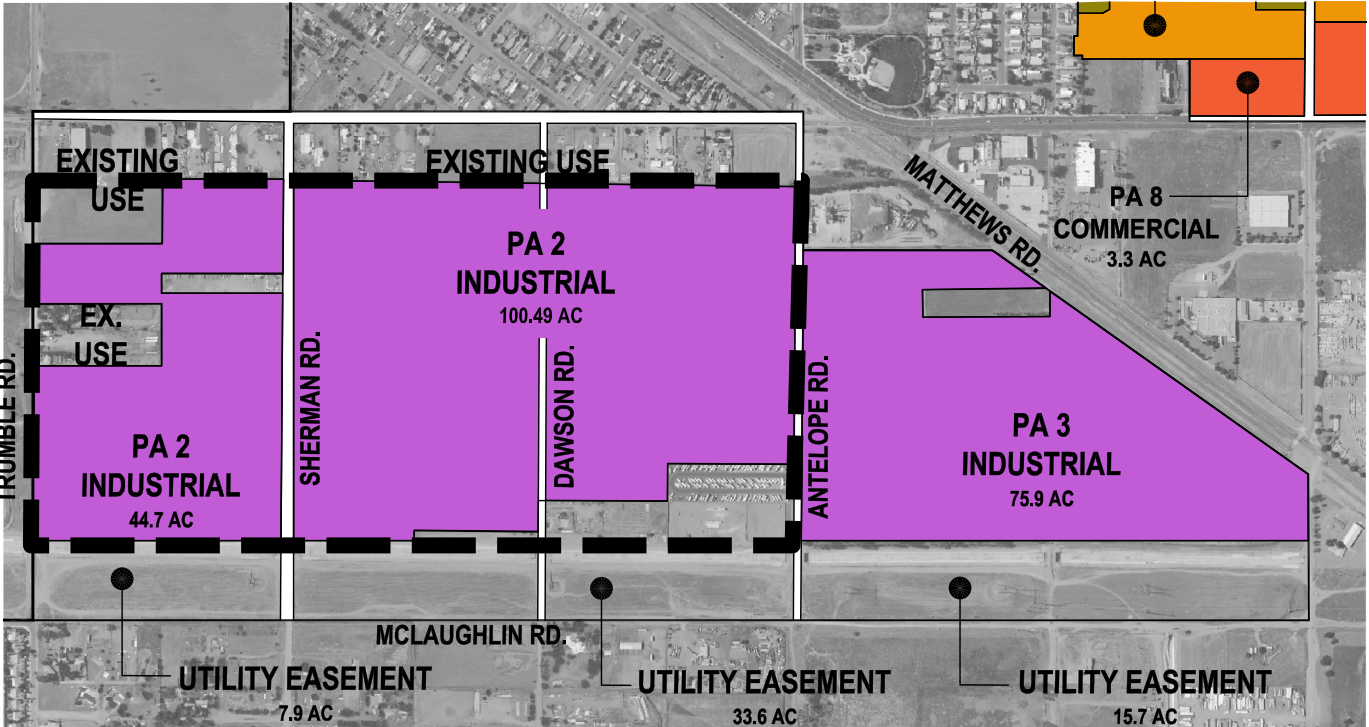 EXISTING
USE
EXISTING USE
MATTHEWS RD.
PA 8
COMMERCIAL
3.3 AC
PA 2
INDUSTRIAL
100.49 AC
EX.
USE
TRUMBLE RD.
SHERMAN RD.
DAWSON RD.
ANTELOPE RD.
PA 2
INDUSTRIAL
44.7 AC
PA 3
INDUSTRIAL
75.9 AC
MCLAUGHLIN RD.
UTILITY EASEMENT
7.9 AC
UTILITY EASEMENT
33.6 AC
UTILITY EASEMENT
15.7 AC